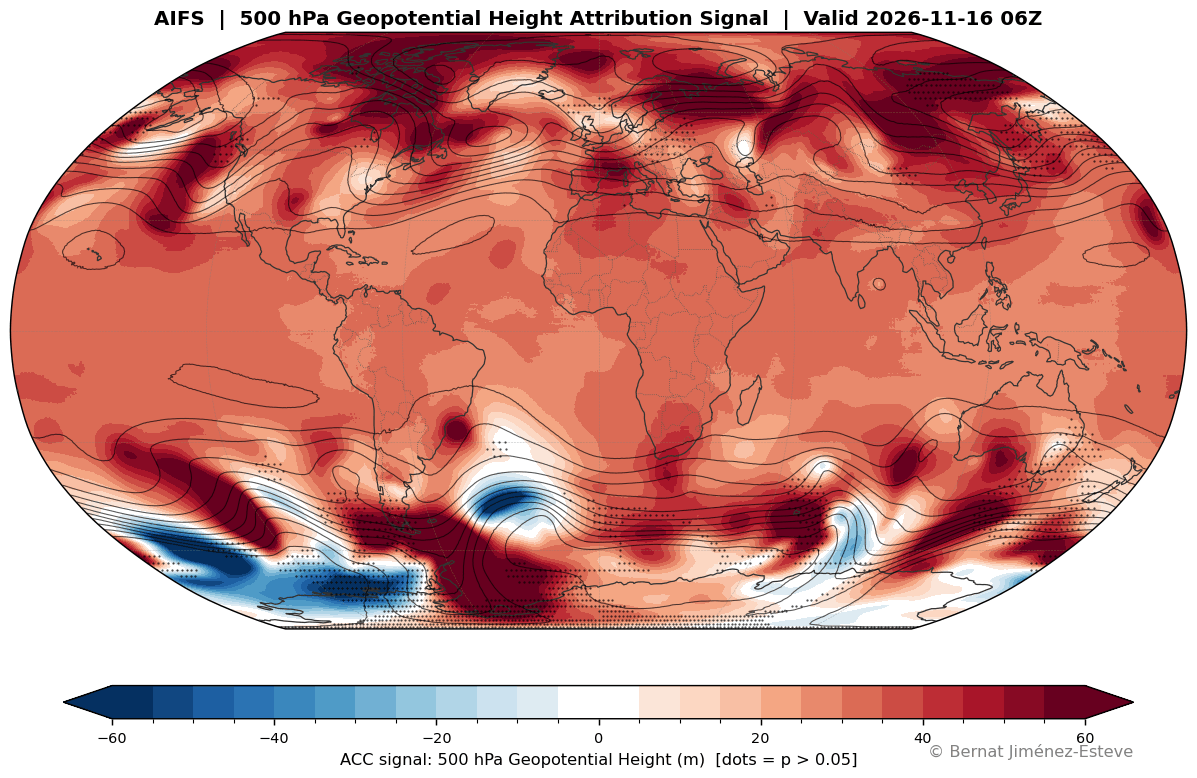 AIFS | 500 hPa Geopotential Height Attribution Signal | Valid 2026-11-16 06Z
−60 −40 −20 0 20 40 60
© Bernat Jiménez-Esteve
ACC signal: 500 hPa Geopotential Height (m) [dots = p > 0.05]